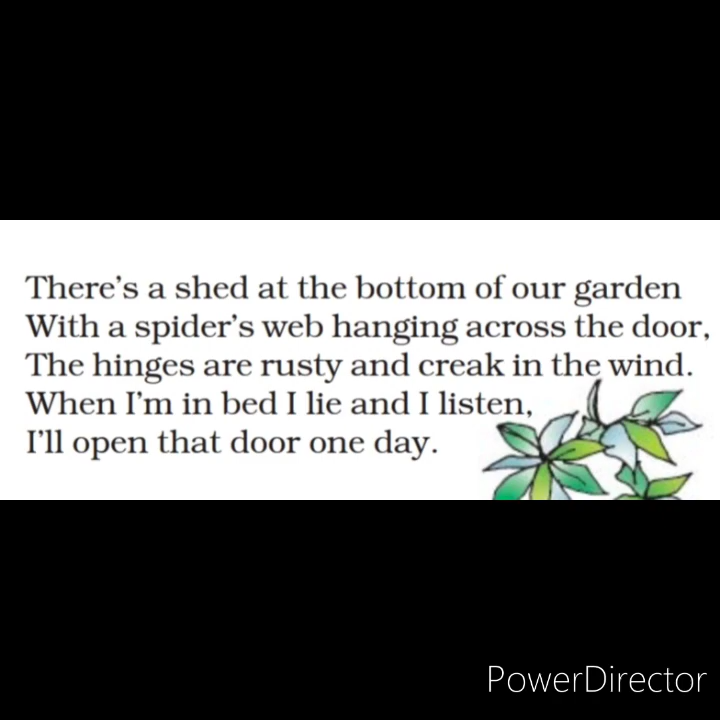 There's a shed at the bottom of our garden
With a spider's web hanging across the door,
The hinges are rusty and creak in the wind.
When I'm in bed I lie and I listen,
I'll open that door one day.
PowerDirector